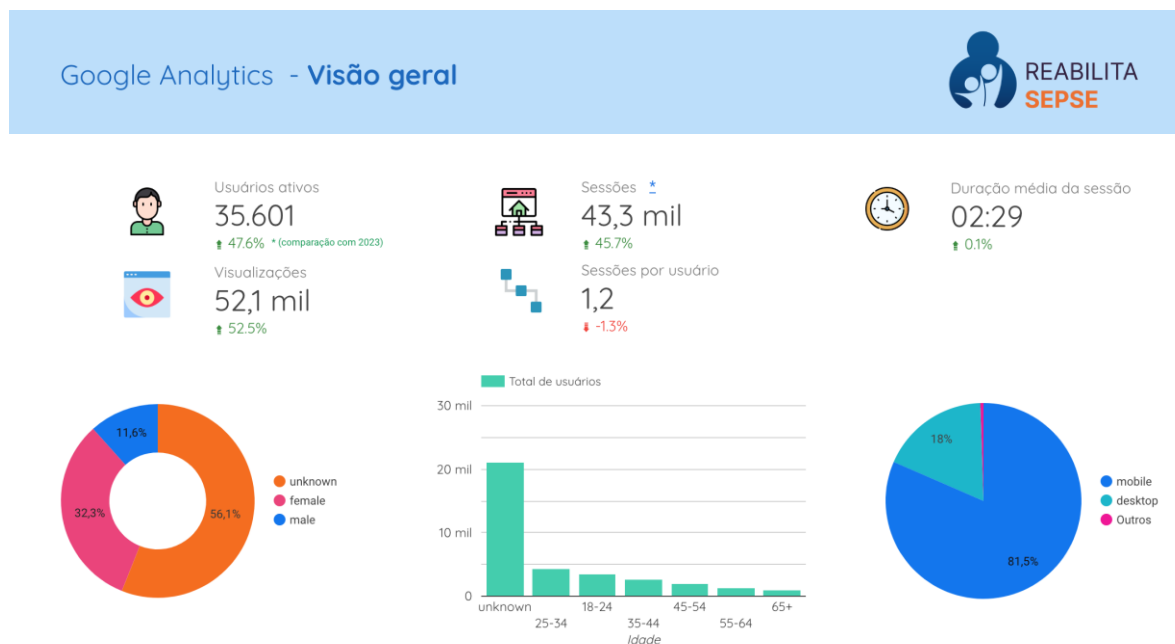 Google Analytics - Visão geral
REABILITA
SEPSE
Usuários ativos
35.601
47.6% * (comparação com 2023)
Sessões *
43,3 mil
45.7%
Duração média da sessão
02:29
0.1%
Visualizações
52,1 mil
52.5%
Sessões por usuário
1,2
-1.3%
11,6%
32,3%
56,1%
unknown
female
male
Total de usuários
30 mil
20 mil
10 mil
0
unknown
25-34
18-24
35-44
45-54
55-64
65+
Idade
18%
81,5%
mobile
desktop
Outros